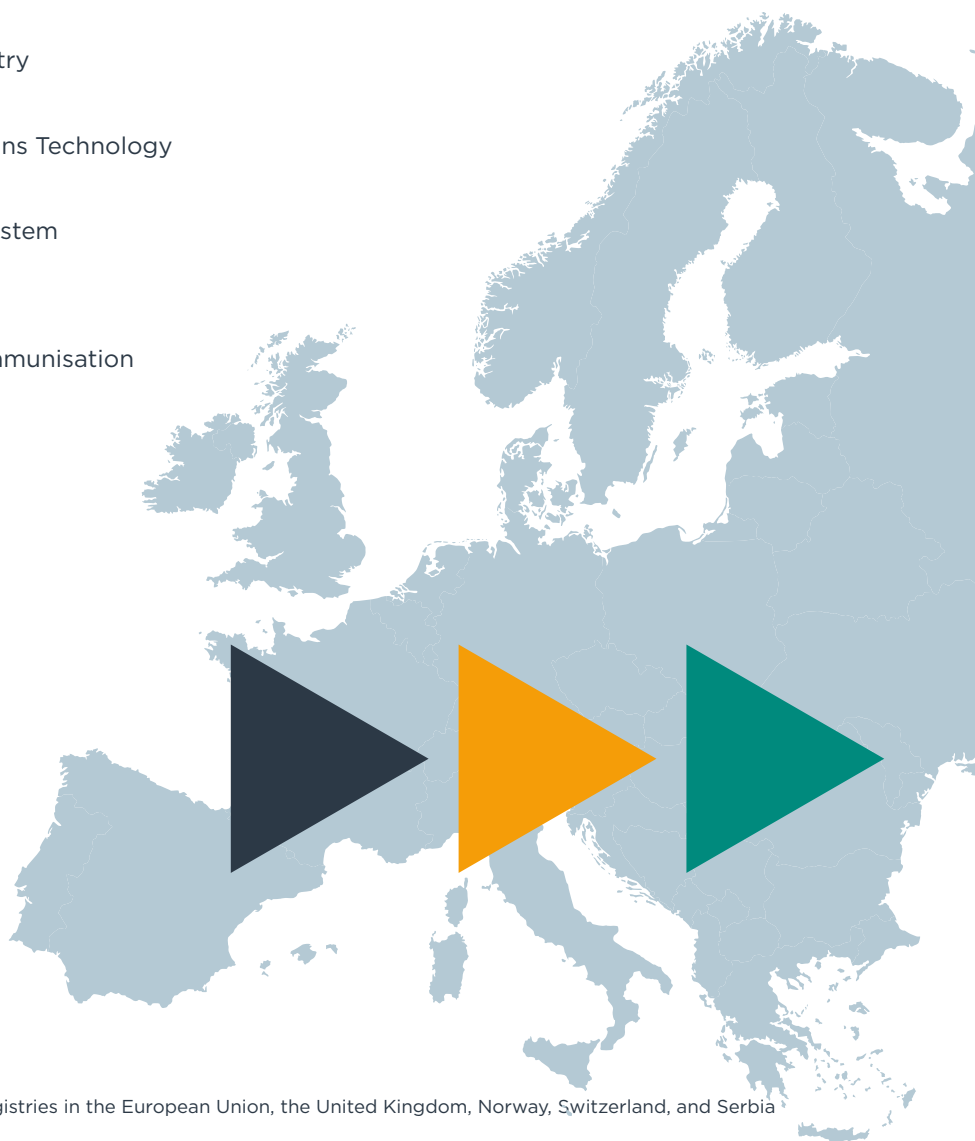 try
ns Technology
stem
munisation
gistries in the European Union, the United Kingdom, Norway, Switzerland, and Serbia